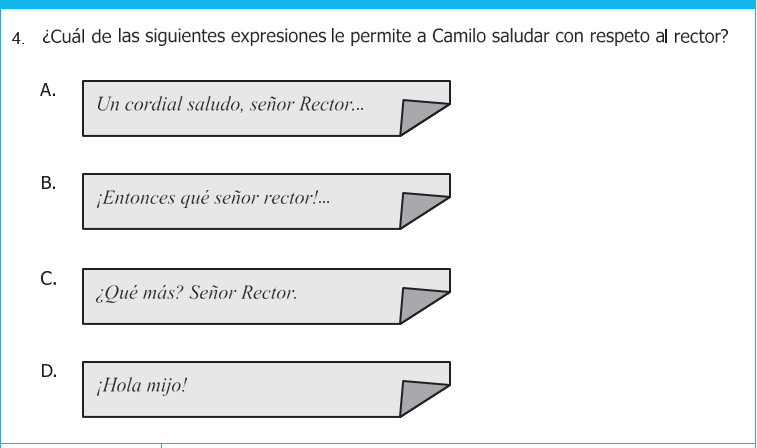 4. ¿Cuál de las siguientes expresiones le permite a Camilo saludar con respeto al rector?
A. Un cordial saludo, señor Rector...
B. ¡Entonces qué señor rector!...
C. ¿Qué más? Señor Rector.
D. ¡Hola mijo!